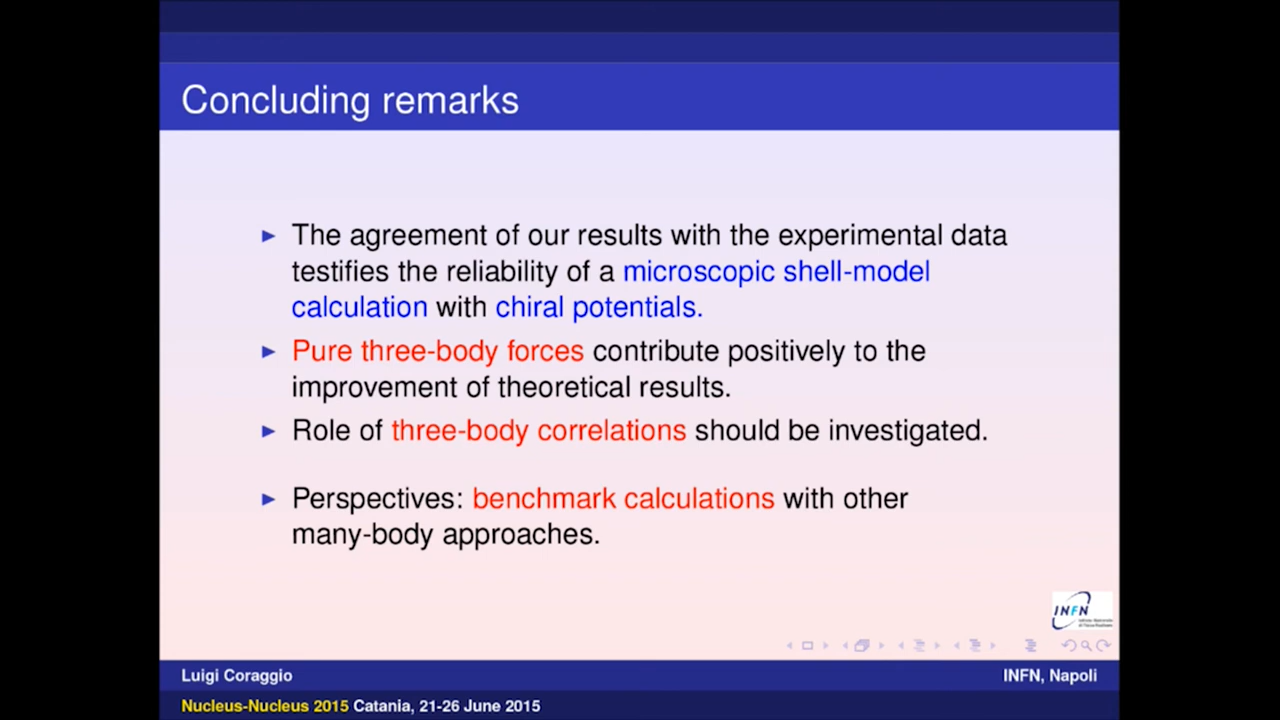 Concluding remarks
The agreement of our results with the experimental data
testifies the reliability of a microscopic shell-model
calculation with chiral potentials.
Pure three-body forces contribute positively to the
improvement of theoretical results.
Role of three-body correlations should be investigated.
Perspectives: benchmark calculations with other
many-body approaches.
INFN
Luigi Coraggio
INFN, Napoli
Nucleus-Nucleus 2015 Catania, 21-26 June 2015